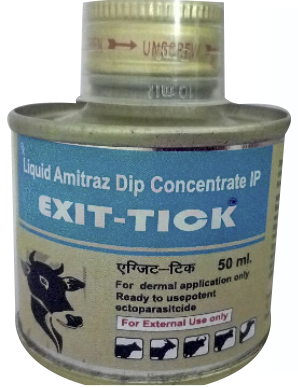 UNSCREW
Liquid Amitraz Dip Concentrate IP
EXIT-TICK
एग्जिट-टिक 50 ml.
For dermal application only
Ready to usepotent
ectoparasitcide
For External Use only